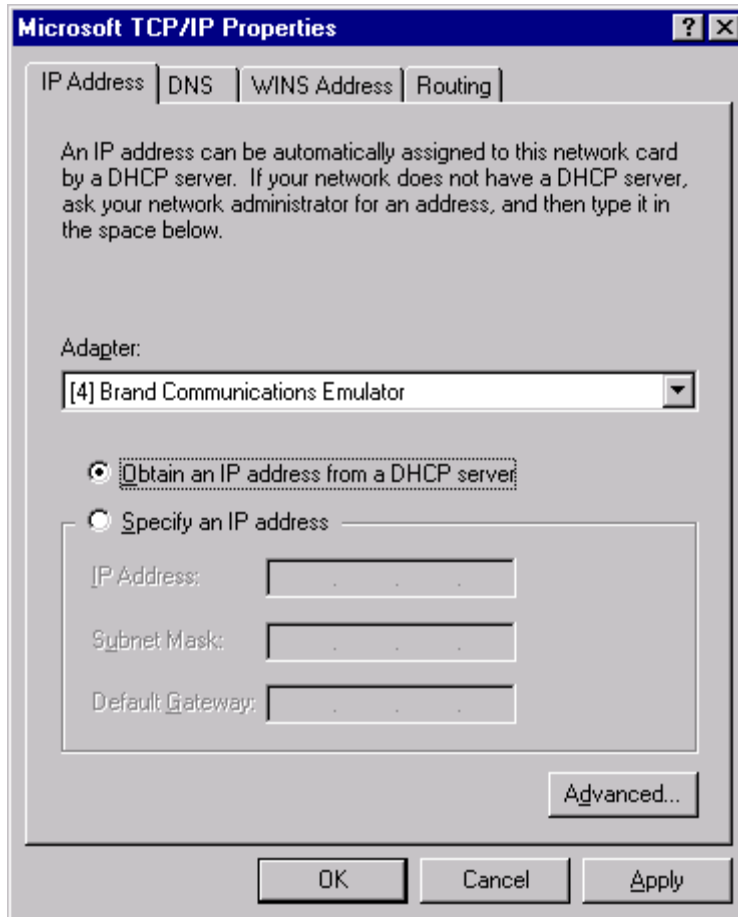 Microsoft TCP/IP Properties
IP Address DNS WINS Address Routing
An IP address can be automatically assigned to this network card
by a DHCP server. If your network does not have a DHCP server,
ask your network administrator for an address, and then type it in
the space below.
Adapter:
[4] Brand Communications Emulator
Obtain an IP address from a DHCP server
Specify an IP address
IP Address:
Subnet Mask:
Default Gateway:
Advanced...
OK Cancel Apply